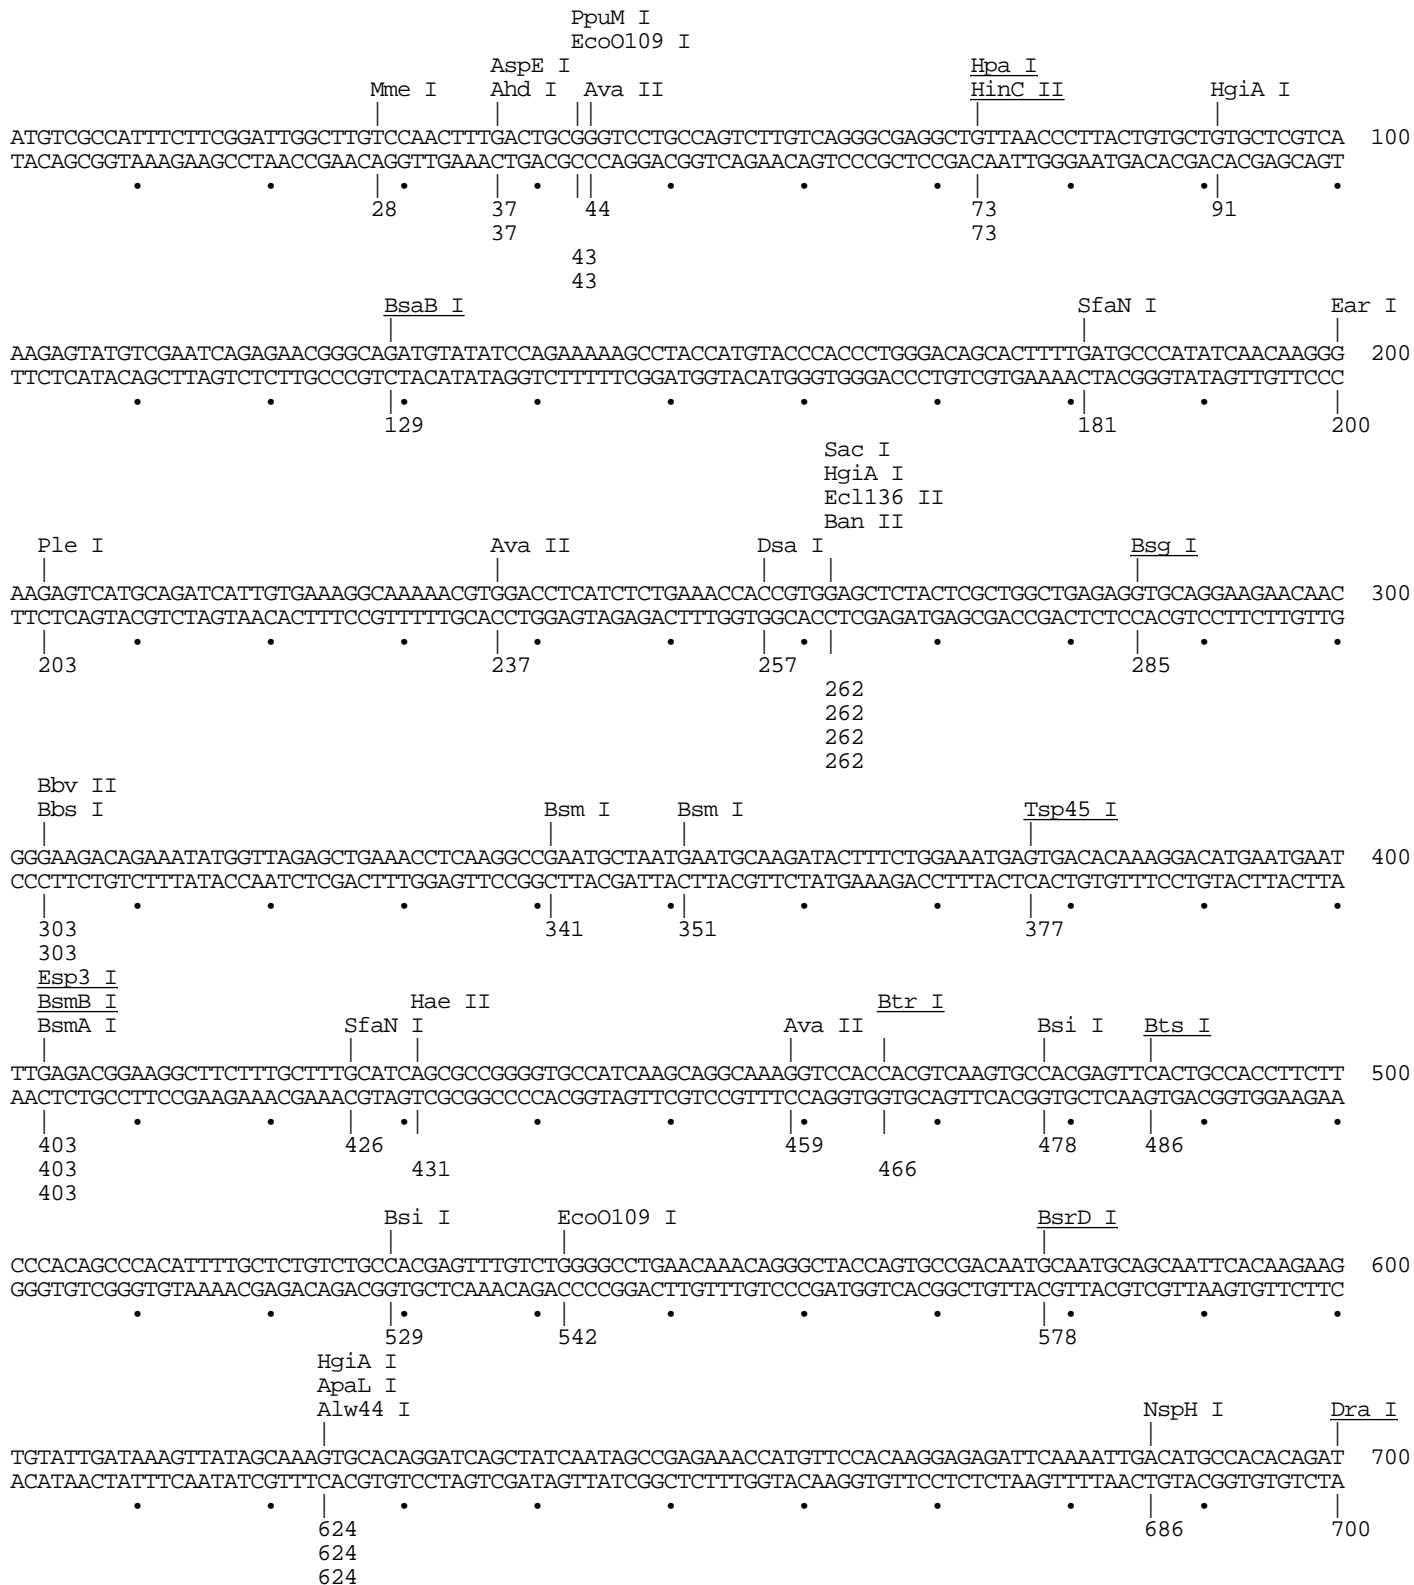 PpuM I
EcoO109 I
AspE I Hpa I
Mme I Ahd I Ava II HinC II HgiA I
ATGTCGCCATTTCTTCGGATTGGCTTGTCCAACTTTGACTGCGGGTCCTGCCAGTCTTGTCAGGGCGAGGCTGTTAACCCTTACTGTGCTGTGCTCGTCA 100
TACAGCGGTAAAGAAGCCTAACCGAACAGGTTGAAACTGACGCCCAGGACGGTCAGAACAGTCCCGCTCCGACAATTGGGAATGACACGACACGAGCAGT
28 37 44 73 91
37 73
43
43
BsaB I SfaN I Ear I
AAGAGTATGTCGAATCAGAGAACGGGCAGATGTATATCCAGAAAAAGCCTACCATGTACCCACCCTGGGACAGCACTTTTGATGCCCATATCAACAAGGG 200
TTCTCATACAGCTTAGTCTCTTGCCCGTCTACATATAGGTCTTTTTCGGATGGTACATGGGTGGGACCCTGTCGTGAAAACTACGGGTATAGTTGTTCCC
129 181 200
Sac I
HgiA I
Ecl136 II
Ban II
Ple I Ava II Dsa I Bsg I
AAGAGTCATGCAGATCATTGTGAAAGGCAAAAACGTGGACCTCATCTCTGAAACCACCGTGGAGCTCTACTCGCTGGCTGAGAGGTGCAGGAAGAACAAC 300
TTCTCAGTACGTCTAGTAACACTTTCCGTTTTTGCACCTGGAGTAGAGACTTTGGTGGCACCTCGAGATGAGCGACCGACTCTCCACGTCCTTCTTGTTG
203 237 257 285
262
262
262
262
Bbv II
Bbs I Bsm I Bsm I Tsp45 I
GGGAAGACAGAAATATGGTTAGAGCTGAAACCTCAAGGCCGAATGCTAATGAATGCAAGATACTTTCTGGAAATGAGTGACACAAAGGACATGAATGAAT 400
CCCTTCTGTCTTTATACCAATCTCGACTTTGGAGTTCCGGCTTACGATTACTTACGTTCTATGAAAGACCTTTACTCACTGTGTTTCCTGTACTTACTTA
303 341 351 377
303
Esp3 I
BsmB I Hae II Btr I
BsmA I SfaN I Ava II Bsi I Bts I
TTGAGACGGAAGGCTTCTTTGCTTTGCATCAGCGCCGGGGTGCCATCAAGCAGGCAAAGGTCCACCACGTCAAGTGCCACGAGTTCACTGCCACCTTCTT 500
AACTCTGCCTTCCGAAGAAACGAAACGTAGTCGCGGCCCCACGGTAGTTCGTCCGTTTCCAGGTGGTGCAGTTCACGGTGCTCAAGTGACGGTGGAAGAA
403 426 459 478 486
403 431 466
403
Bsi I EcoO109 I BsrD I
CCCACAGCCCACATTTTGCTCTGTCTGCCACGAGTTTGTCTGGGGCCTGAACAAACAGGGCTACCAGTGCCGACAATGCAATGCAGCAATTCACAAGAAG 600
GGGTGTCGGGTGTAAAACGAGACAGACGGTGCTCAAACAGACCCCGGACTTGTTTGTCCCGATGGTCACGGCTGTTACGTTACGTCGTTAAGTGTTCTTC
529 542 578
HgiA I
ApaL I
Alw44 I NspH I Dra I
TGTATTGATAAAGTTATAGCAAAGTGCACAGGATCAGCTATCAATAGCCGAGAAACCATGTTCCACAAGGAGAGATTCAAAATTGACATGCCACACAGAT 700
ACATAACTATTTCAATATCGTTTCACGTGTCCTAGTCGATAGTTATCGGCTCTTTGGTACAAGGTGTTCCTCTCTAAGTTTTAACTGTACGGTGTGTCTA
624 686 700
624
624